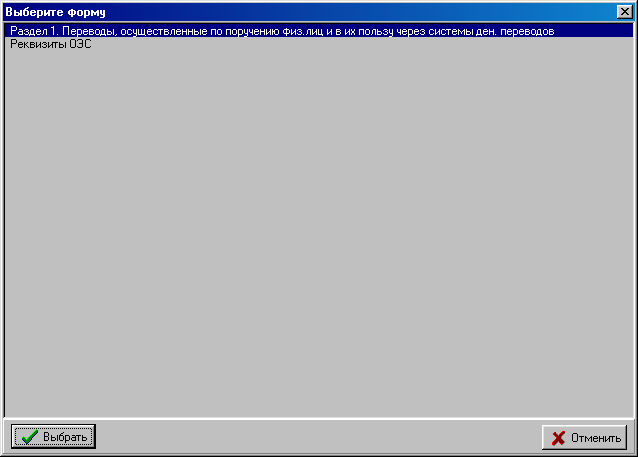 Выберите форму
Раздел 1. Переводы, осуществленные по поручению физ.лиц и в их пользу через системы ден. переводов
Реквизиты ОЭС
Выбрать
Отменить